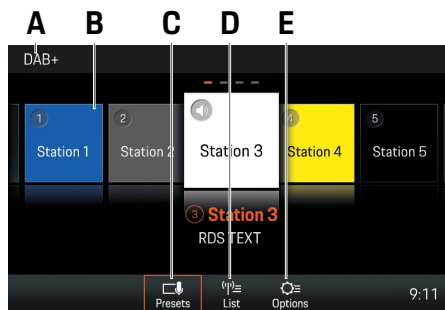 A B C D E
DAB+
1 2 4 5
Station 1 Station 2 Station 3 Station 4 Station 5
3 Station 3
RDS TEXT
Presets List Options 9:11